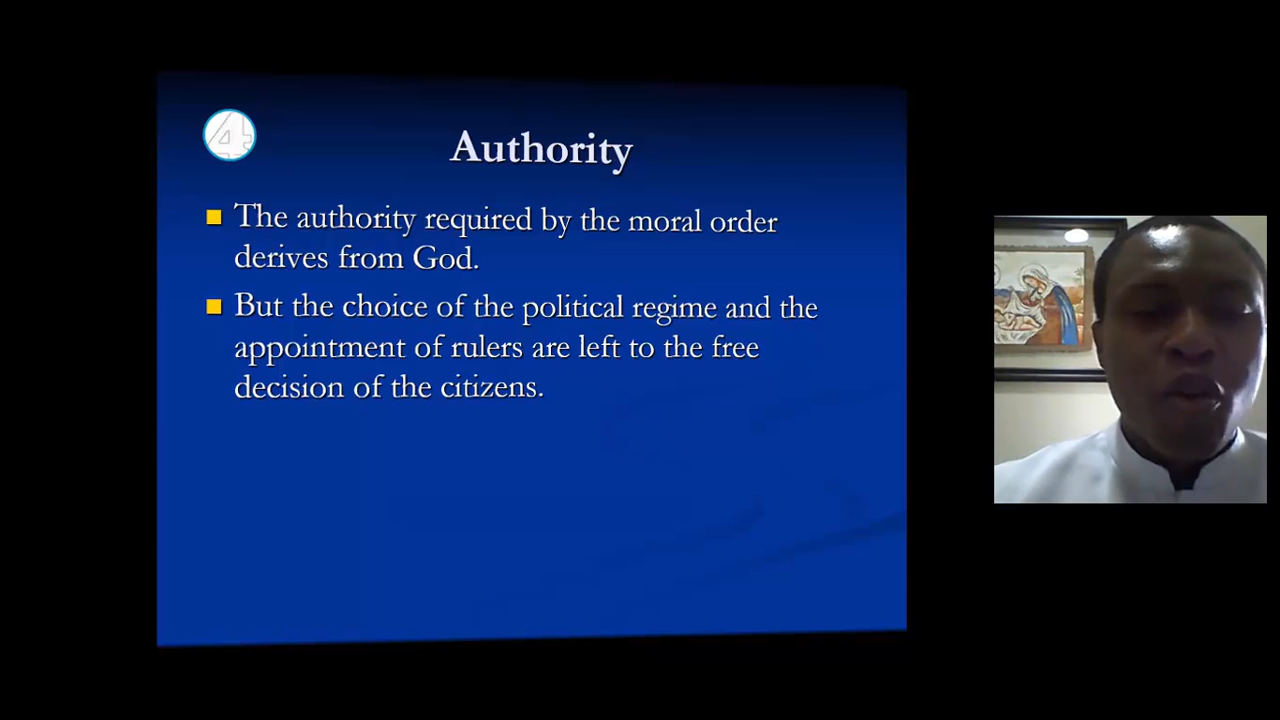 4
Authority
The authority required by the moral order
derives from God.
But the choice of the political regime and the
appointment of rulers are left to the free
decision of the citizens.